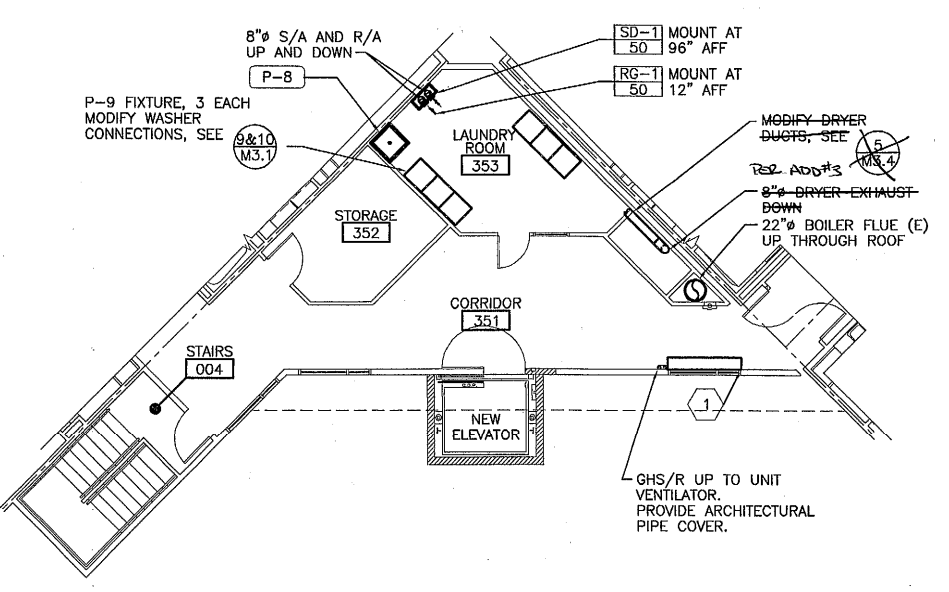 8"ø S/A AND R/A
UP AND DOWN
P-8
P-9 FIXTURE, 3 EACH
MODIFY WASHER
CONNECTIONS, SEE
9&10
M3.1
SD-1
50
MOUNT AT
96" AFF
RG-1
50
MOUNT AT
12" AFF
LAUNDRY
ROOM
353
MODIFY DRYER
DUCTS, SEE
5
M3.4
PER ADD#3
8"ø DRYER EXHAUST
DOWN
22"ø BOILER FLUE (E)
UP THROUGH ROOF
STORAGE
352
CORRIDOR
351
STAIRS
004
NEW
ELEVATOR
1
GHS/R UP TO UNIT
VENTILATOR.
PROVIDE ARCHITECTURAL
PIPE COVER.